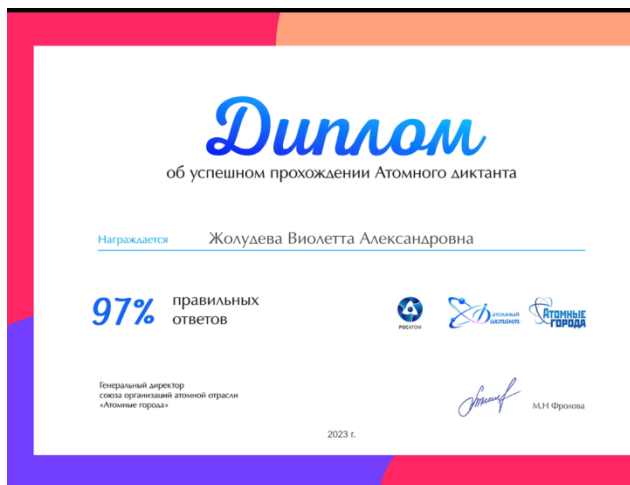 Диплом
об успешном прохождении Атомного диктанта
Награждается Жолудева Виолетта Александровна
97% правильных
ответов
РОСАТОМ
атомный
диктант
АТОМНЫЕ
ГОРОДА
Генеральный директор
союза организаций атомной отрасли
«Атомные города»
М.Н Фролова
2023 г.